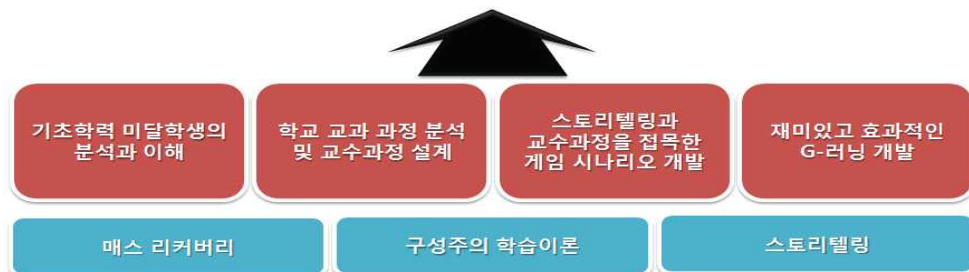 기초학력 미달학생의
분석과 이해
학교 교과 과정 분석
및 교수과정 설계
스토리텔링과
교수과정을 접목한
게임 시나리오 개발
재미있고 효과적인
G-러닝 개발
매스 리커버리
구성주의 학습이론
스토리텔링